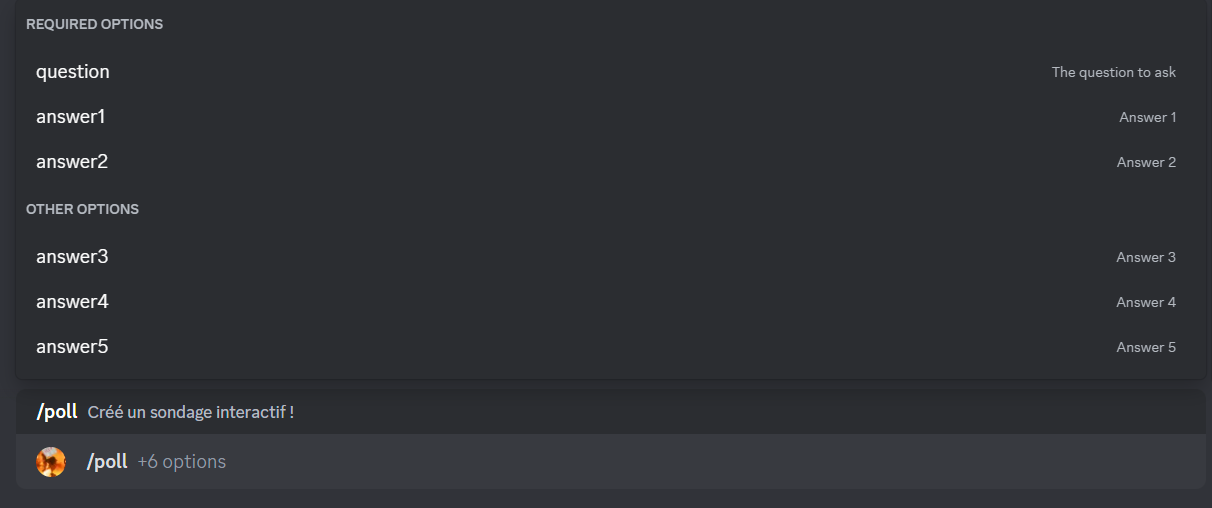 REQUIRED OPTIONS
question The question to ask
answer1 Answer 1
answer2 Answer 2
OTHER OPTIONS
answer3 Answer 3
answer4 Answer 4
answer5 Answer 5
/poll Créé un sondage interactif !
/poll +6 options